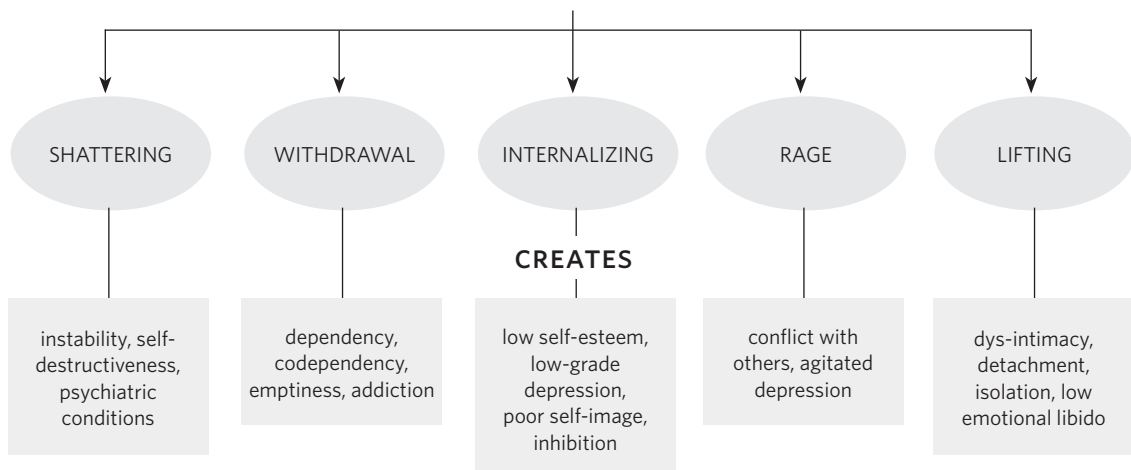 SHATTERING
WITHDRAWAL
INTERNALIZING
RAGE
LIFTING
CREATES
instability, self-
destructiveness,
psychiatric
conditions
dependency,
codependency,
emptiness, addiction
low self-esteem,
low-grade
depression,
poor self-image,
inhibition
conflict with
others, agitated
depression
dys-intimacy,
detachment,
isolation, low
emotional libido